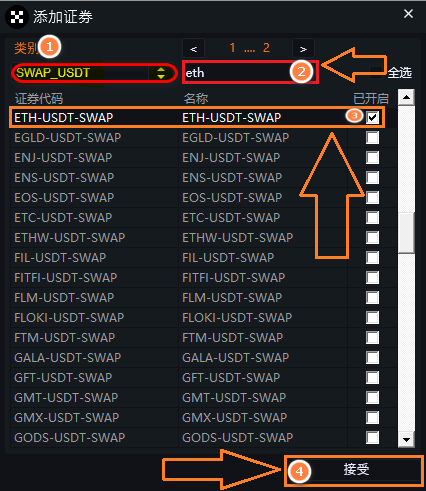 添加证券
类别 1 < 1 .... 2 >
SWAP_USDT eth 2 全选
证券代码 名称 已开启
ETH-USDT-SWAP ETH-USDT-SWAP 3
EGLD-USDT-SWAP EGLD-USDT-SWAP
ENJ-USDT-SWAP ENJ-USDT-SWAP
ENS-USDT-SWAP ENS-USDT-SWAP
EOS-USDT-SWAP EOS-USDT-SWAP
ETC-USDT-SWAP ETC-USDT-SWAP
ETHW-USDT-SWAP ETHW-USDT-SWAP
FIL-USDT-SWAP FIL-USDT-SWAP
FITFI-USDT-SWAP FITFI-USDT-SWAP
FLM-USDT-SWAP FLM-USDT-SWAP
FLOKI-USDT-SWAP FLOKI-USDT-SWAP
FTM-USDT-SWAP FTM-USDT-SWAP
GALA-USDT-SWAP GALA-USDT-SWAP
GFT-USDT-SWAP GFT-USDT-SWAP
GMT-USDT-SWAP GMT-USDT-SWAP
GMX-USDT-SWAP GMX-USDT-SWAP
GODS-USDT-SWAP GODS-USDT-SWAP
4 接受